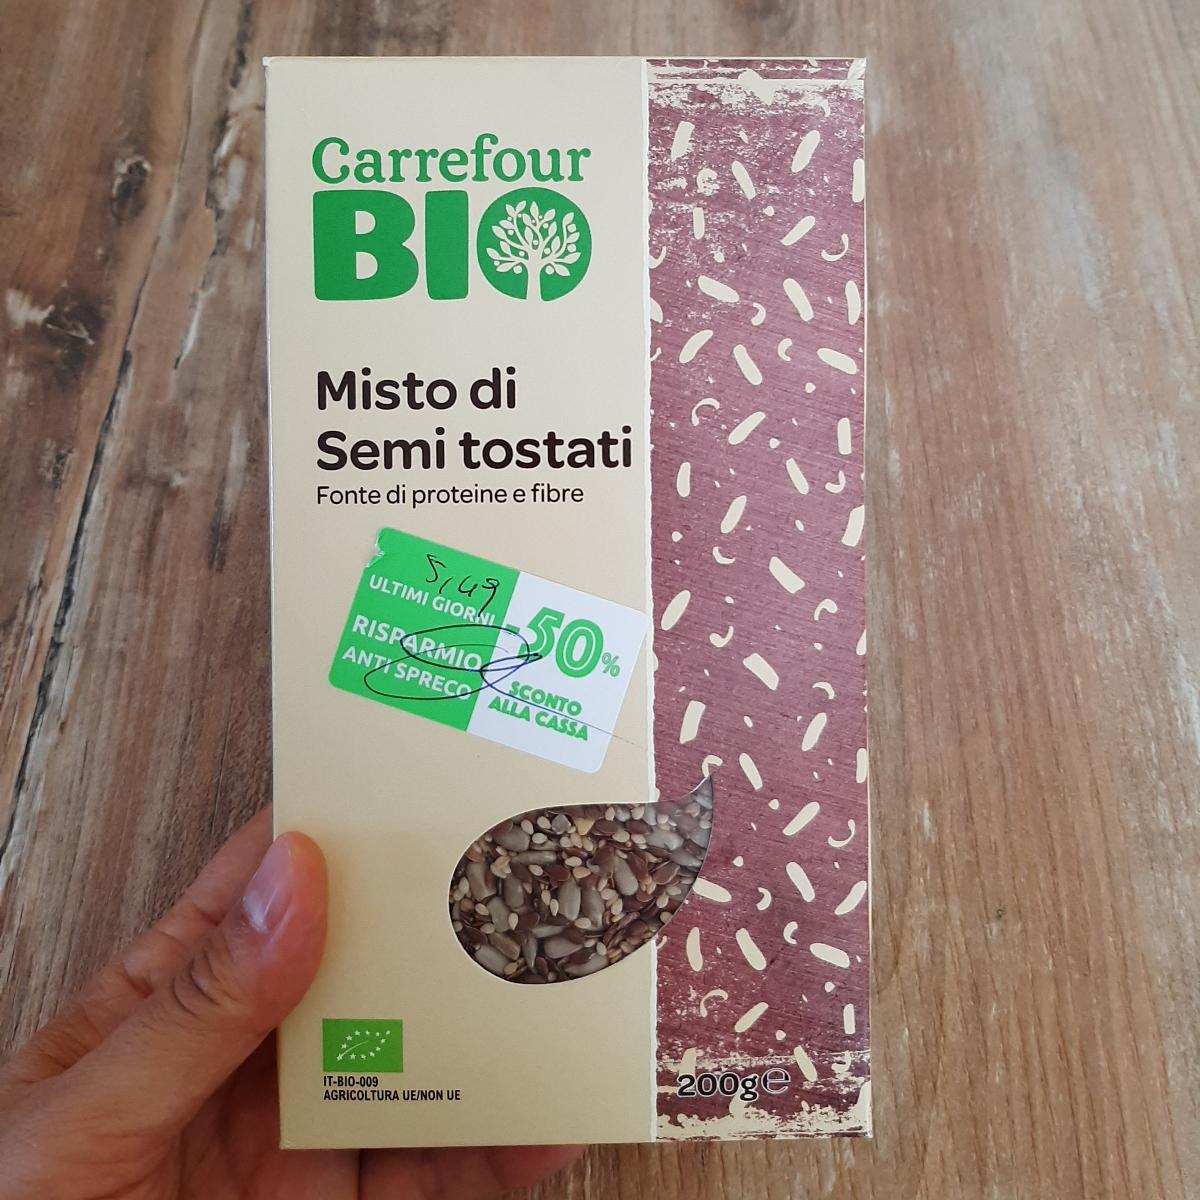 Carrefour
BIO
Misto di
Semi tostati
Fonte di proteine e fibre
5,49
ULTIMI GIORNI
RISPARMIO
ANTI SPRECO
-50%
SCONTO
ALLA CASSA
IT-BIO-009
AGRICOLTURA UE/NON UE
200g℮